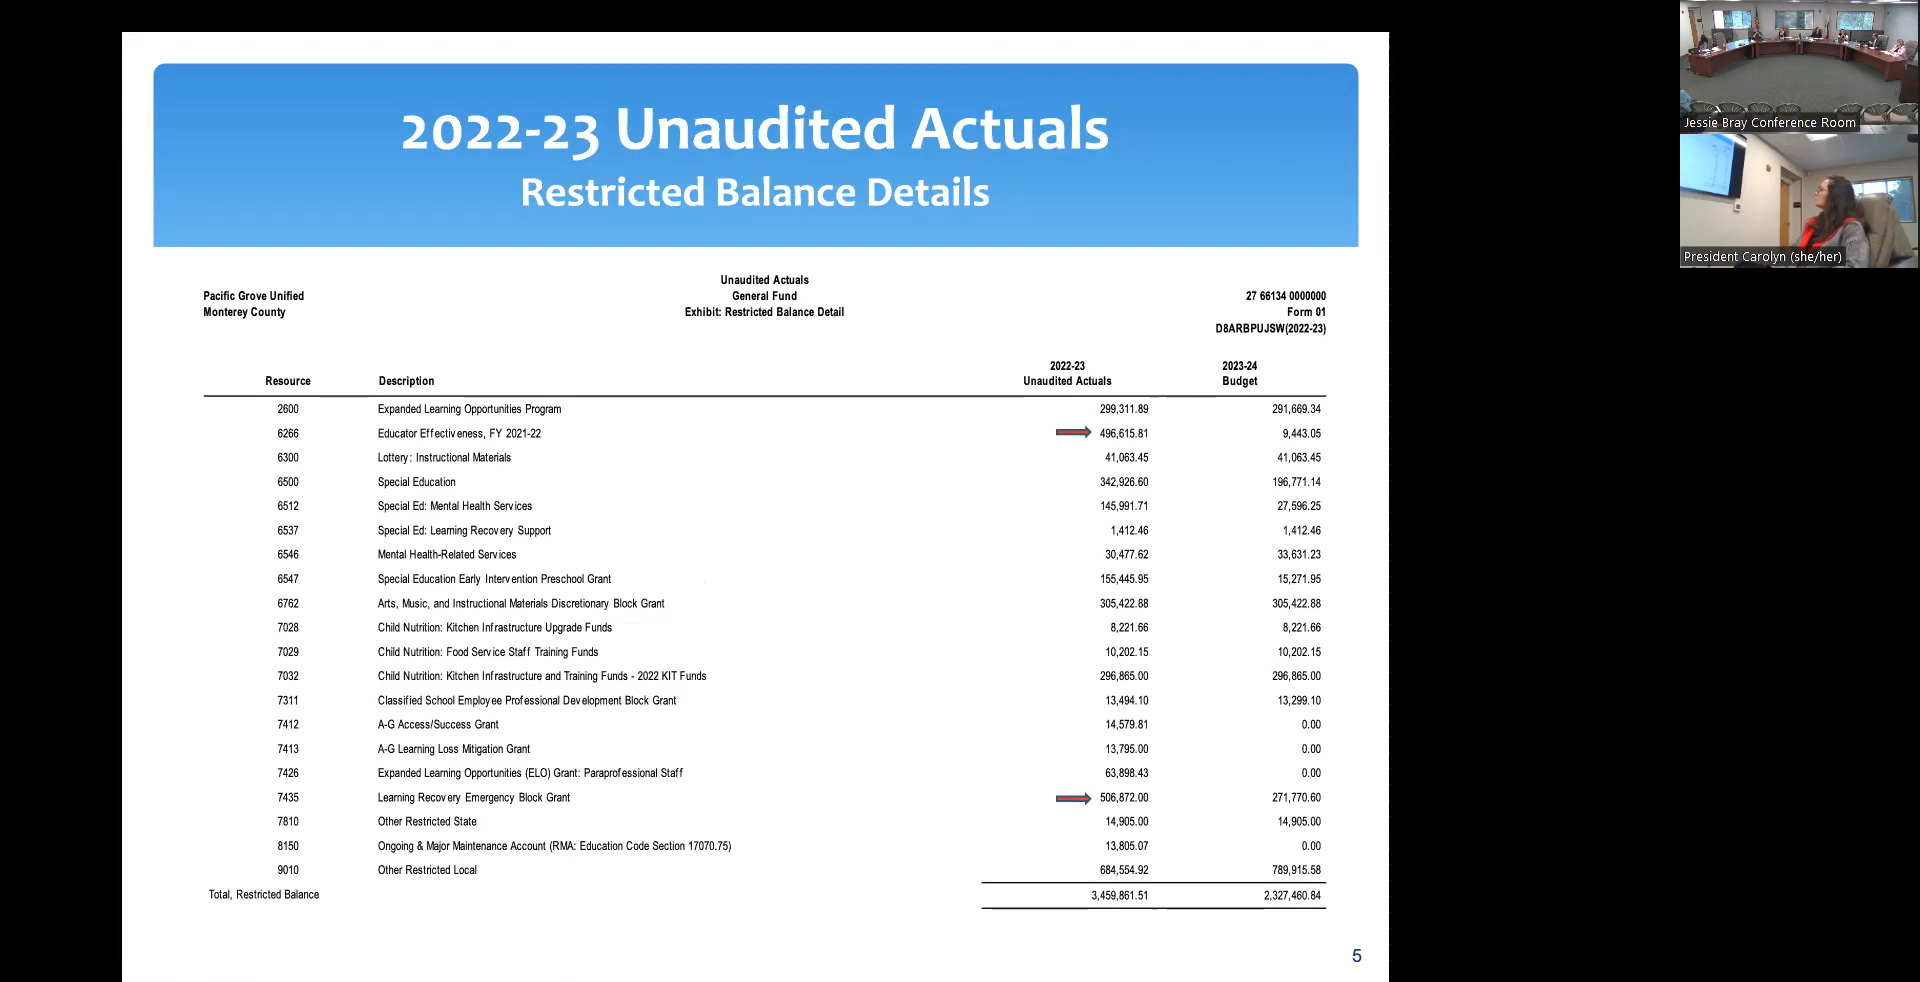 2022-23 Unaudited Actuals
Restricted Balance Details
Unaudited Actuals
Pacific Grove Unified General Fund 27 66134 0000000
Monterey County Exhibit: Restricted Balance Detail Form 01
D8ARBPUJSW(2022-23)
2022-23 2023-24
Resource Description Unaudited Actuals Budget
2600 Expanded Learning Opportunities Program 299,311.89 291,669.34
6266 Educator Effectiveness, FY 2021-22 496,615.81 9,443.05
6300 Lottery: Instructional Materials 41,063.45 41,063.45
6500 Special Education 342,926.60 196,771.14
6512 Special Ed: Mental Health Services 145,991.71 27,596.25
6537 Special Ed: Learning Recovery Support 1,412.46 1,412.46
6546 Mental Health-Related Services 30,477.62 33,631.23
6547 Special Education Early Intervention Preschool Grant 155,445.95 15,271.95
6762 Arts, Music, and Instructional Materials Discretionary Block Grant 305,422.88 305,422.88
7028 Child Nutrition: Kitchen Infrastructure Upgrade Funds 8,221.66 8,221.66
7029 Child Nutrition: Food Service Staff Training Funds 10,202.15 10,202.15
7032 Child Nutrition: Kitchen Infrastructure and Training Funds - 2022 KIT Funds 296,865.00 296,865.00
7311 Classified School Employee Professional Development Block Grant 13,494.10 13,299.10
7412 A-G Access/Success Grant 14,579.81 0.00
7413 A-G Learning Loss Mitigation Grant 13,795.00 0.00
7426 Expanded Learning Opportunities (ELO) Grant: Paraprofessional Staff 63,898.43 0.00
7435 Learning Recovery Emergency Block Grant 506,872.00 271,770.60
7810 Other Restricted State 14,905.00 14,905.00
8150 Ongoing & Major Maintenance Account (RMA: Education Code Section 17070.75) 13,805.07 0.00
9010 Other Restricted Local 684,554.92 789,915.58
Total, Restricted Balance 3,459,861.51 2,327,460.84
5
Jessie Bray Conference Room
President Carolyn (she/her)